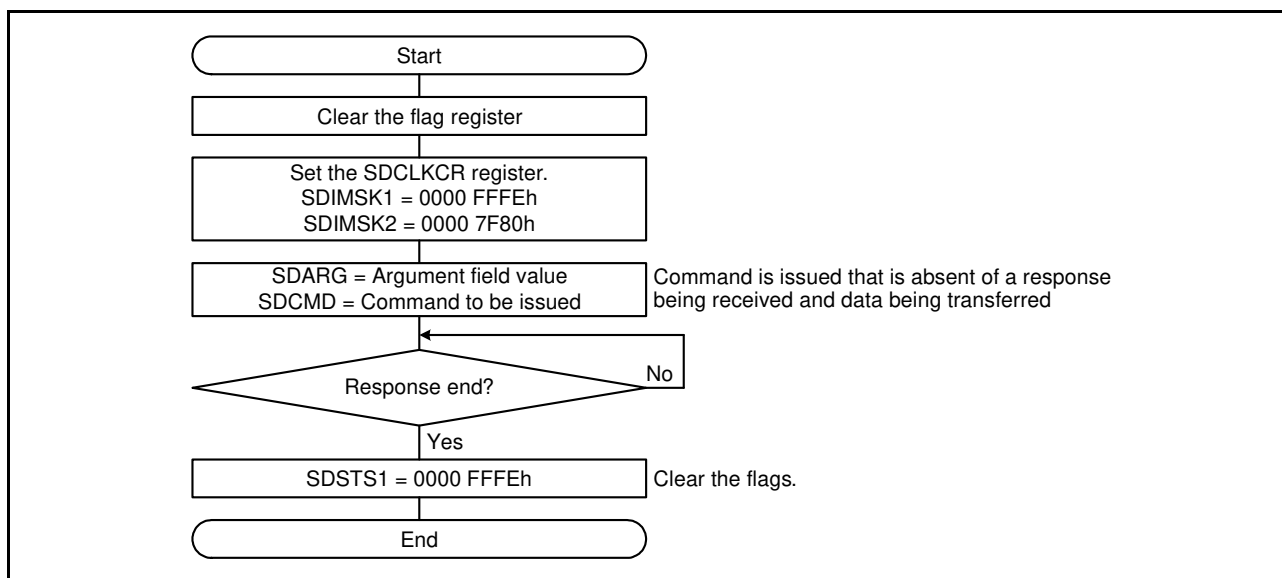 Start
Clear the flag register
Set the SDCLKCR register.
SDIMSK1 = 0000 FFFEh
SDIMSK2 = 0000 7F80h
SDARG = Argument field value
SDCMD = Command to be issued
Command is issued that is absent of a response
being received and data being transferred
Response end?
No
Yes
SDSTS1 = 0000 FFFEh
Clear the flags.
End